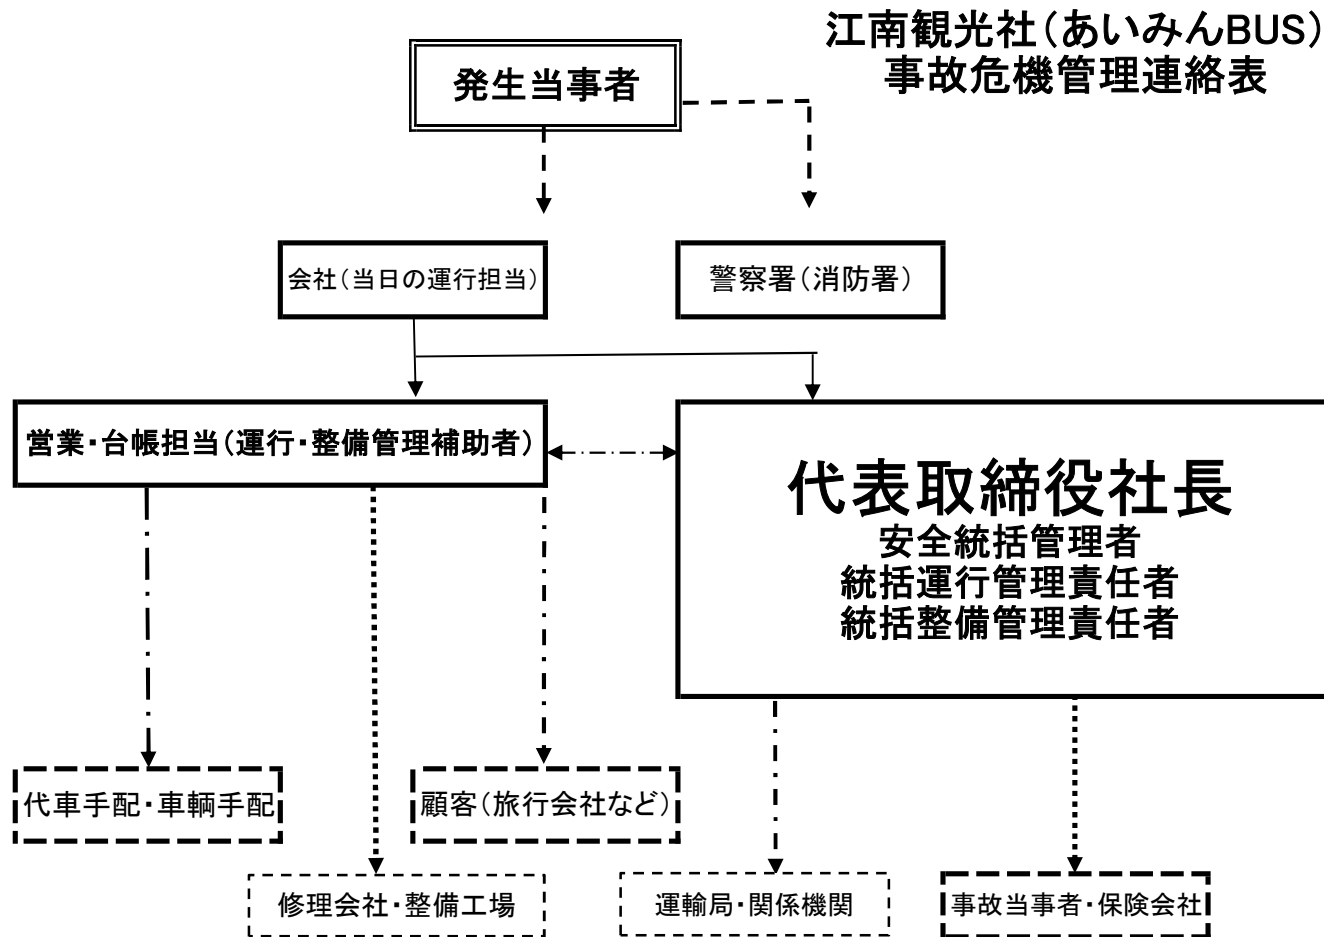 江南観光社(あいみんBUS)
事故危機管理連絡表
発生当事者
会社(当日の運行担当)
警察署(消防署)
営業・台帳担当(運行・整備管理補助者)
代表取締役社長
安全統括管理者
統括運行管理責任者
統括整備管理責任者
代車手配・車輌手配
顧客(旅行会社など)
修理会社・整備工場
運輸局・関係機関
事故当事者・保険会社